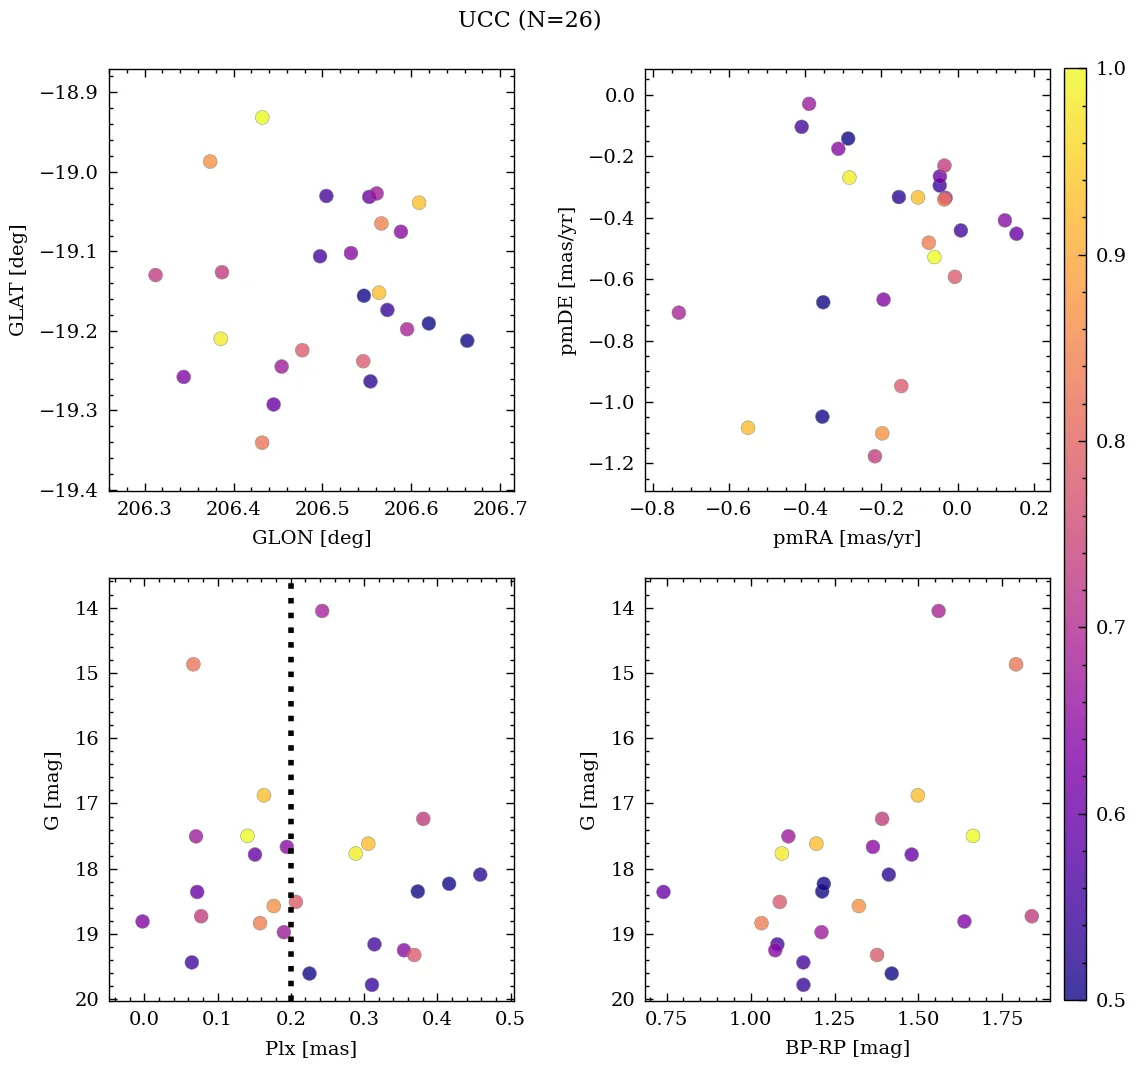 UCC (N=26)
−18.9
−19.0
−19.1
−19.2
−19.3
−19.4
GLAT [deg]
206.3 206.4 206.5 206.6 206.7
GLON [deg]
0.0
−0.2
−0.4
−0.6
−0.8
−1.0
−1.2
pmDE [mas/yr]
−0.8 −0.6 −0.4 −0.2 0.0 0.2
pmRA [mas/yr]
1.0
0.9
0.8
0.7
0.6
0.5
14
15
16
17
18
19
20
G [mag]
0.0 0.1 0.2 0.3 0.4 0.5
Plx [mas]
14
15
16
17
18
19
20
G [mag]
0.75 1.00 1.25 1.50 1.75
BP-RP [mag]